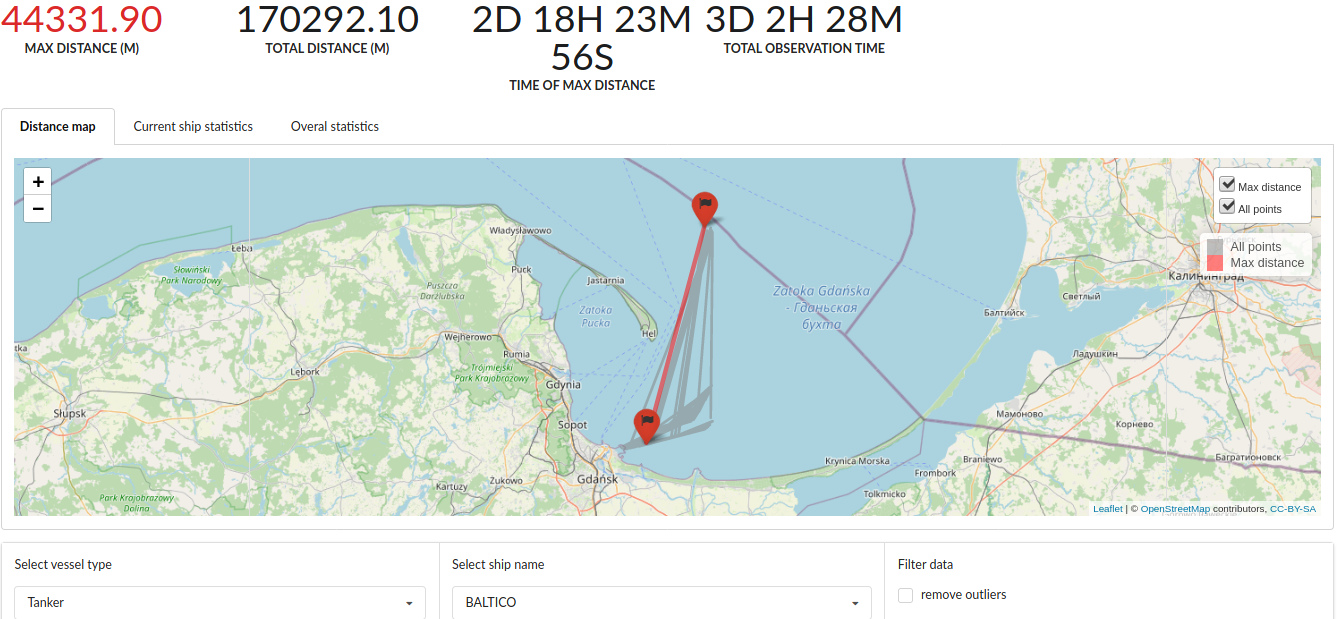 44331.90
MAX DISTANCE (M)
170292.10
TOTAL DISTANCE (M)
2D 18H 23M
56S
TIME OF MAX DISTANCE
3D 2H 28M
TOTAL OBSERVATION TIME
Distance map
Current ship statistics
Overal statistics
+
−
Max distance
All points
All points
Max distance
Władysławowo
Łeba
Puck
Słowiński
Park Narodowy
Jastarnia
Puszcza
Darżlubska
Zatoka
Pucka
Zatoka Gdańska
- Гданьская
бухта
Калининград
Светлый
Балтийск
tka
Hel
Wejherowo
Rumia
Ладушкин
Lębork
Trójmiejski
Park Krajobrazowy
Gdynia
Słupsk
Sopot
Мамоново
Корнево
Krynica Morska
Braniewo
Багратионовск
Frombork
Gdańsk
Żukowo
Kartuzy
Tolkmicko
Park Krajobrazowy
Dolina
Leaflet | © OpenStreetMap contributors, CC-BY-SA
Select vessel type
Tanker
Select ship name
BALTICO
Filter data
remove outliers